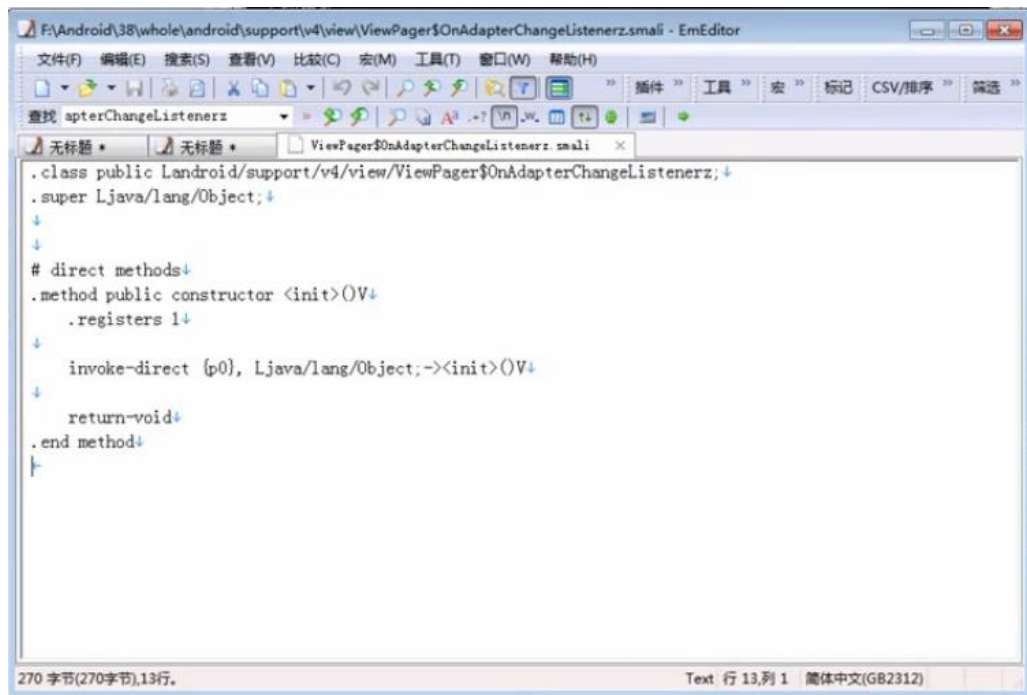 F:\Android\38\whole\android\support\v4\view\ViewPager$OnAdapterChangeListenerz.smali - EmEditor
文件(F) 编辑(E) 搜索(S) 查看(V) 比较(C) 宏(M) 工具(T) 窗口(W) 帮助(H)
插件 工具 宏 标记 CSV/排序 筛选
查找 apterChangeListenerz
无标题 * 无标题 * ViewPager$OnAdapterChangeListenerz.smali
.class public Landroid/support/v4/view/ViewPager$OnAdapterChangeListenerz;↓
.super Ljava/lang/Object;↓
↓
↓
# direct methods↓
.method public constructor <init>()V↓
.registers 1↓
↓
invoke-direct {p0}, Ljava/lang/Object;-><init>()V↓
↓
return-void↓
.end method↓
270 字节(270字节),13行。 Text 行 13,列 1 简体中文(GB2312)